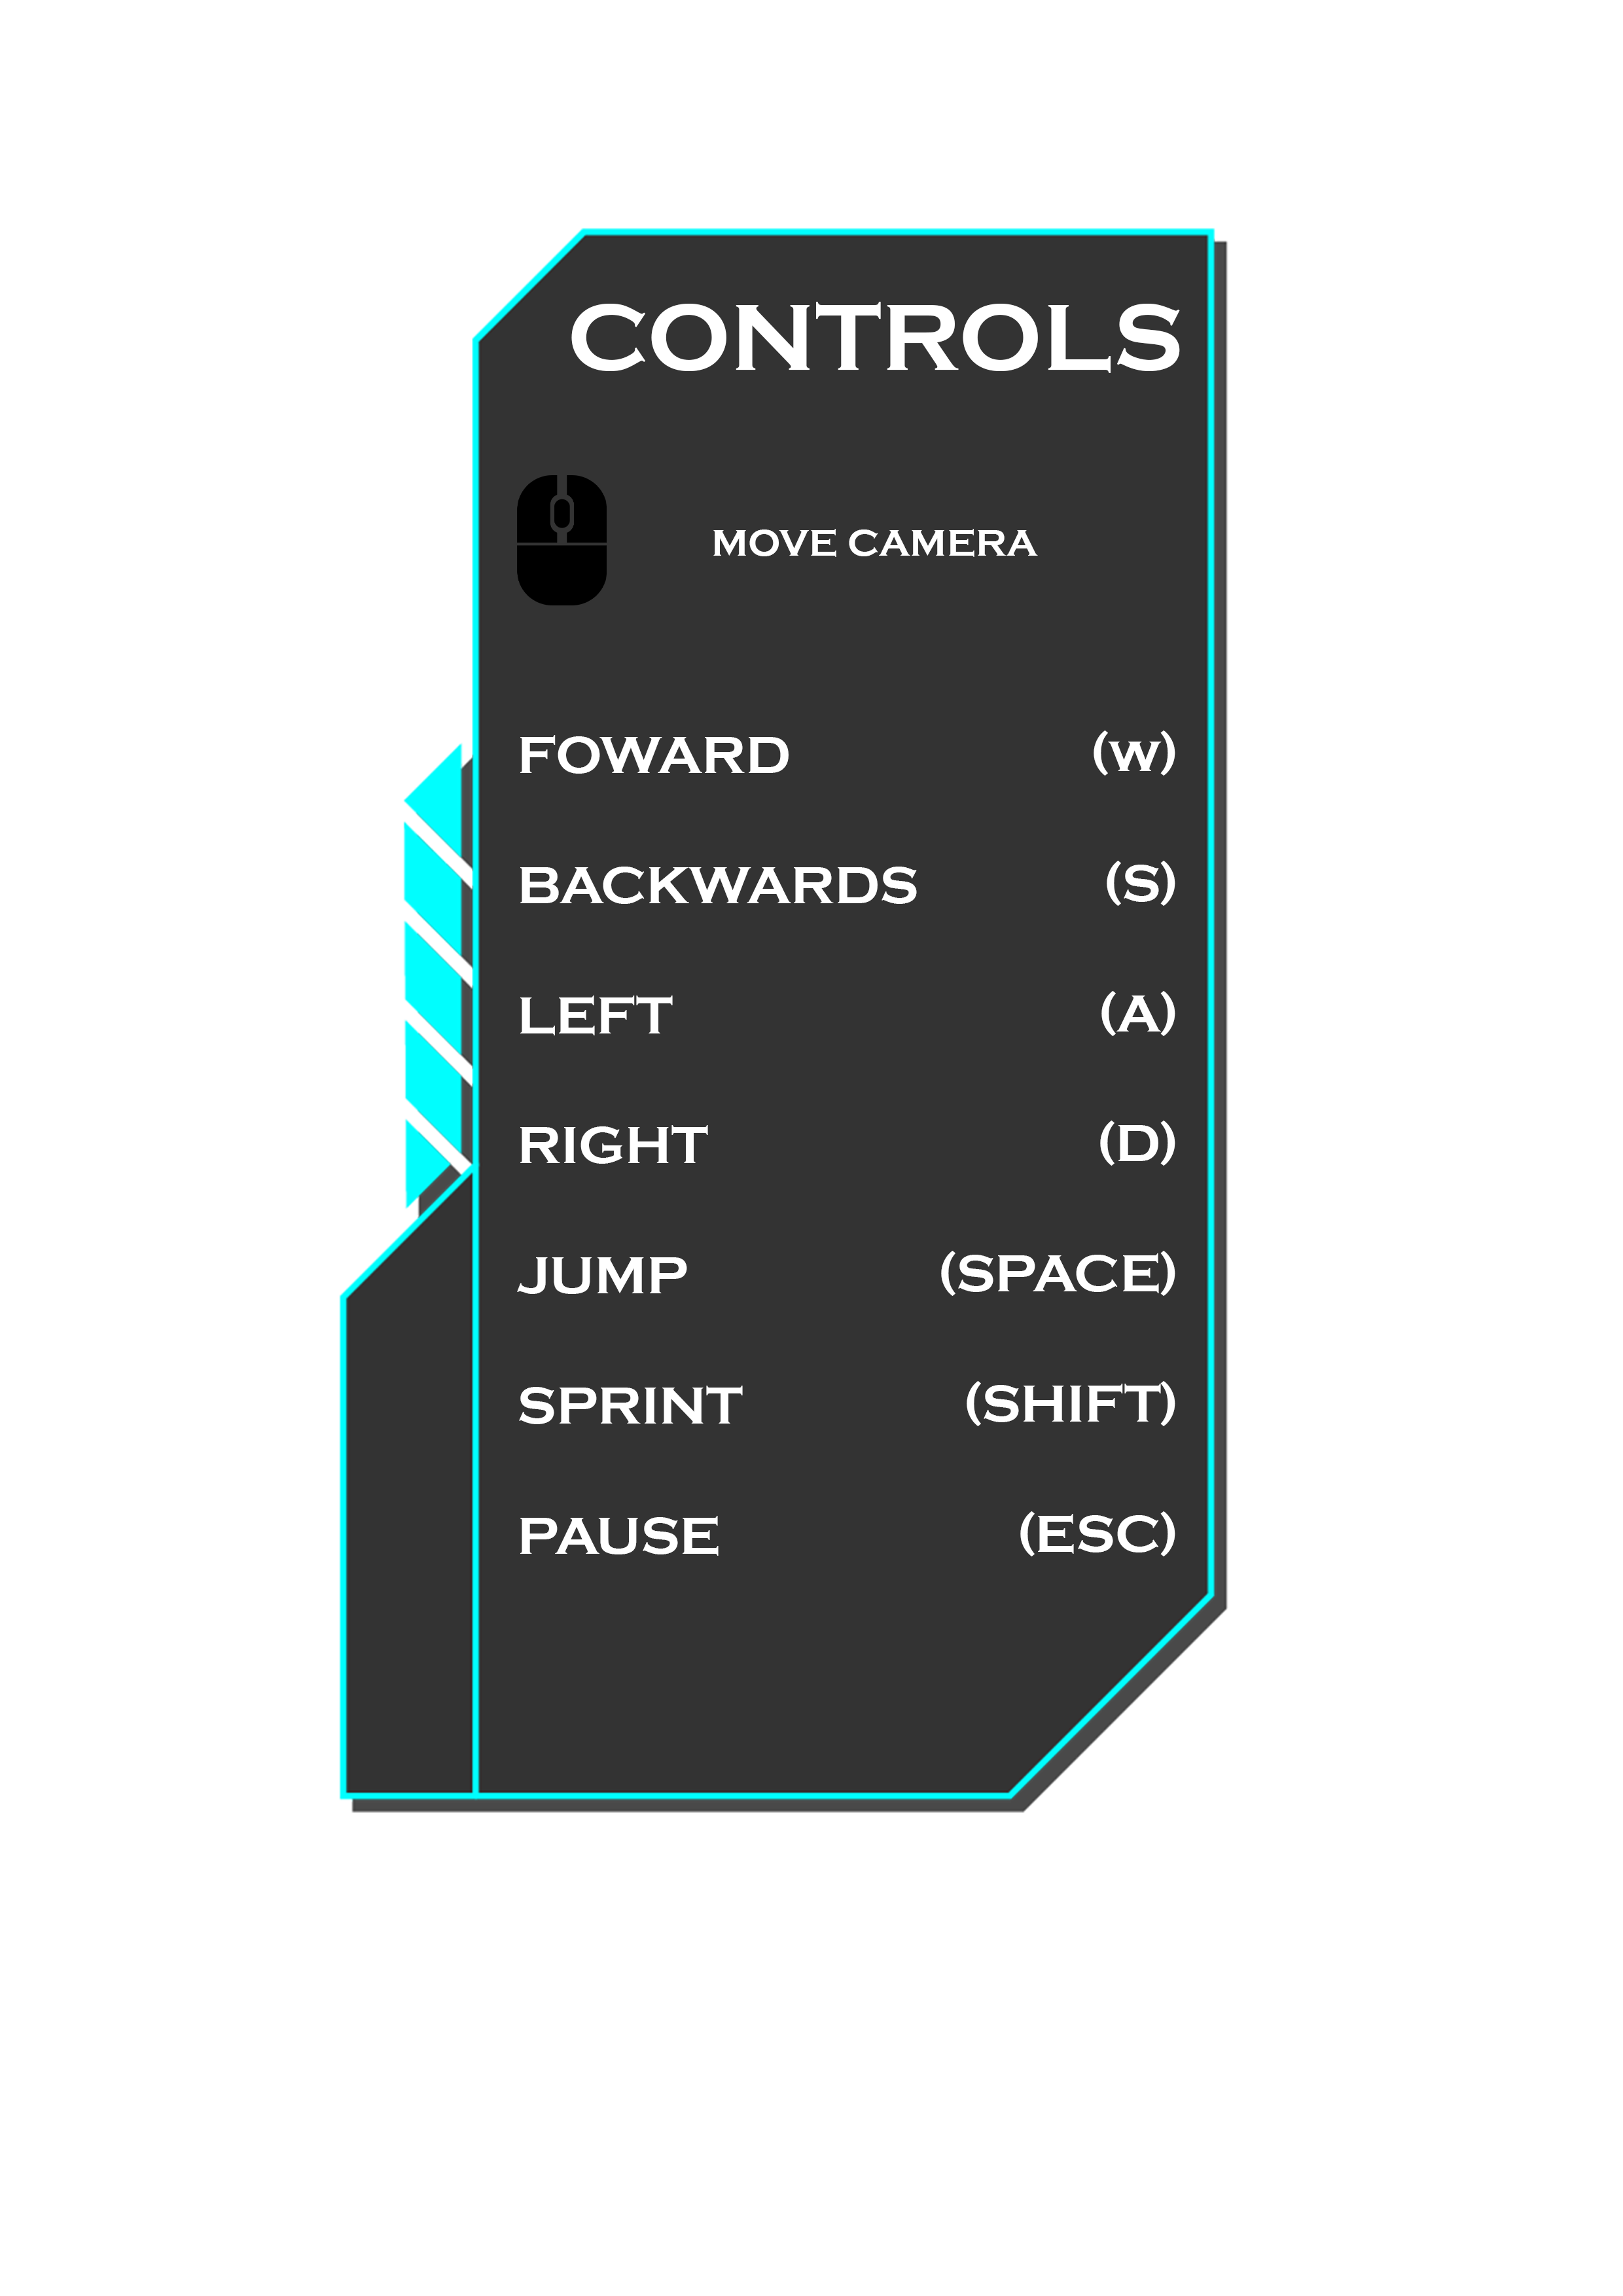 CONTROLS
MOVE CAMERA
FOWARD (w)
BACKWARDS (S)
LEFT (A)
RIGHT (D)
JUMP (SPACE)
SPRINT (SHIFT)
PAUSE (ESC)